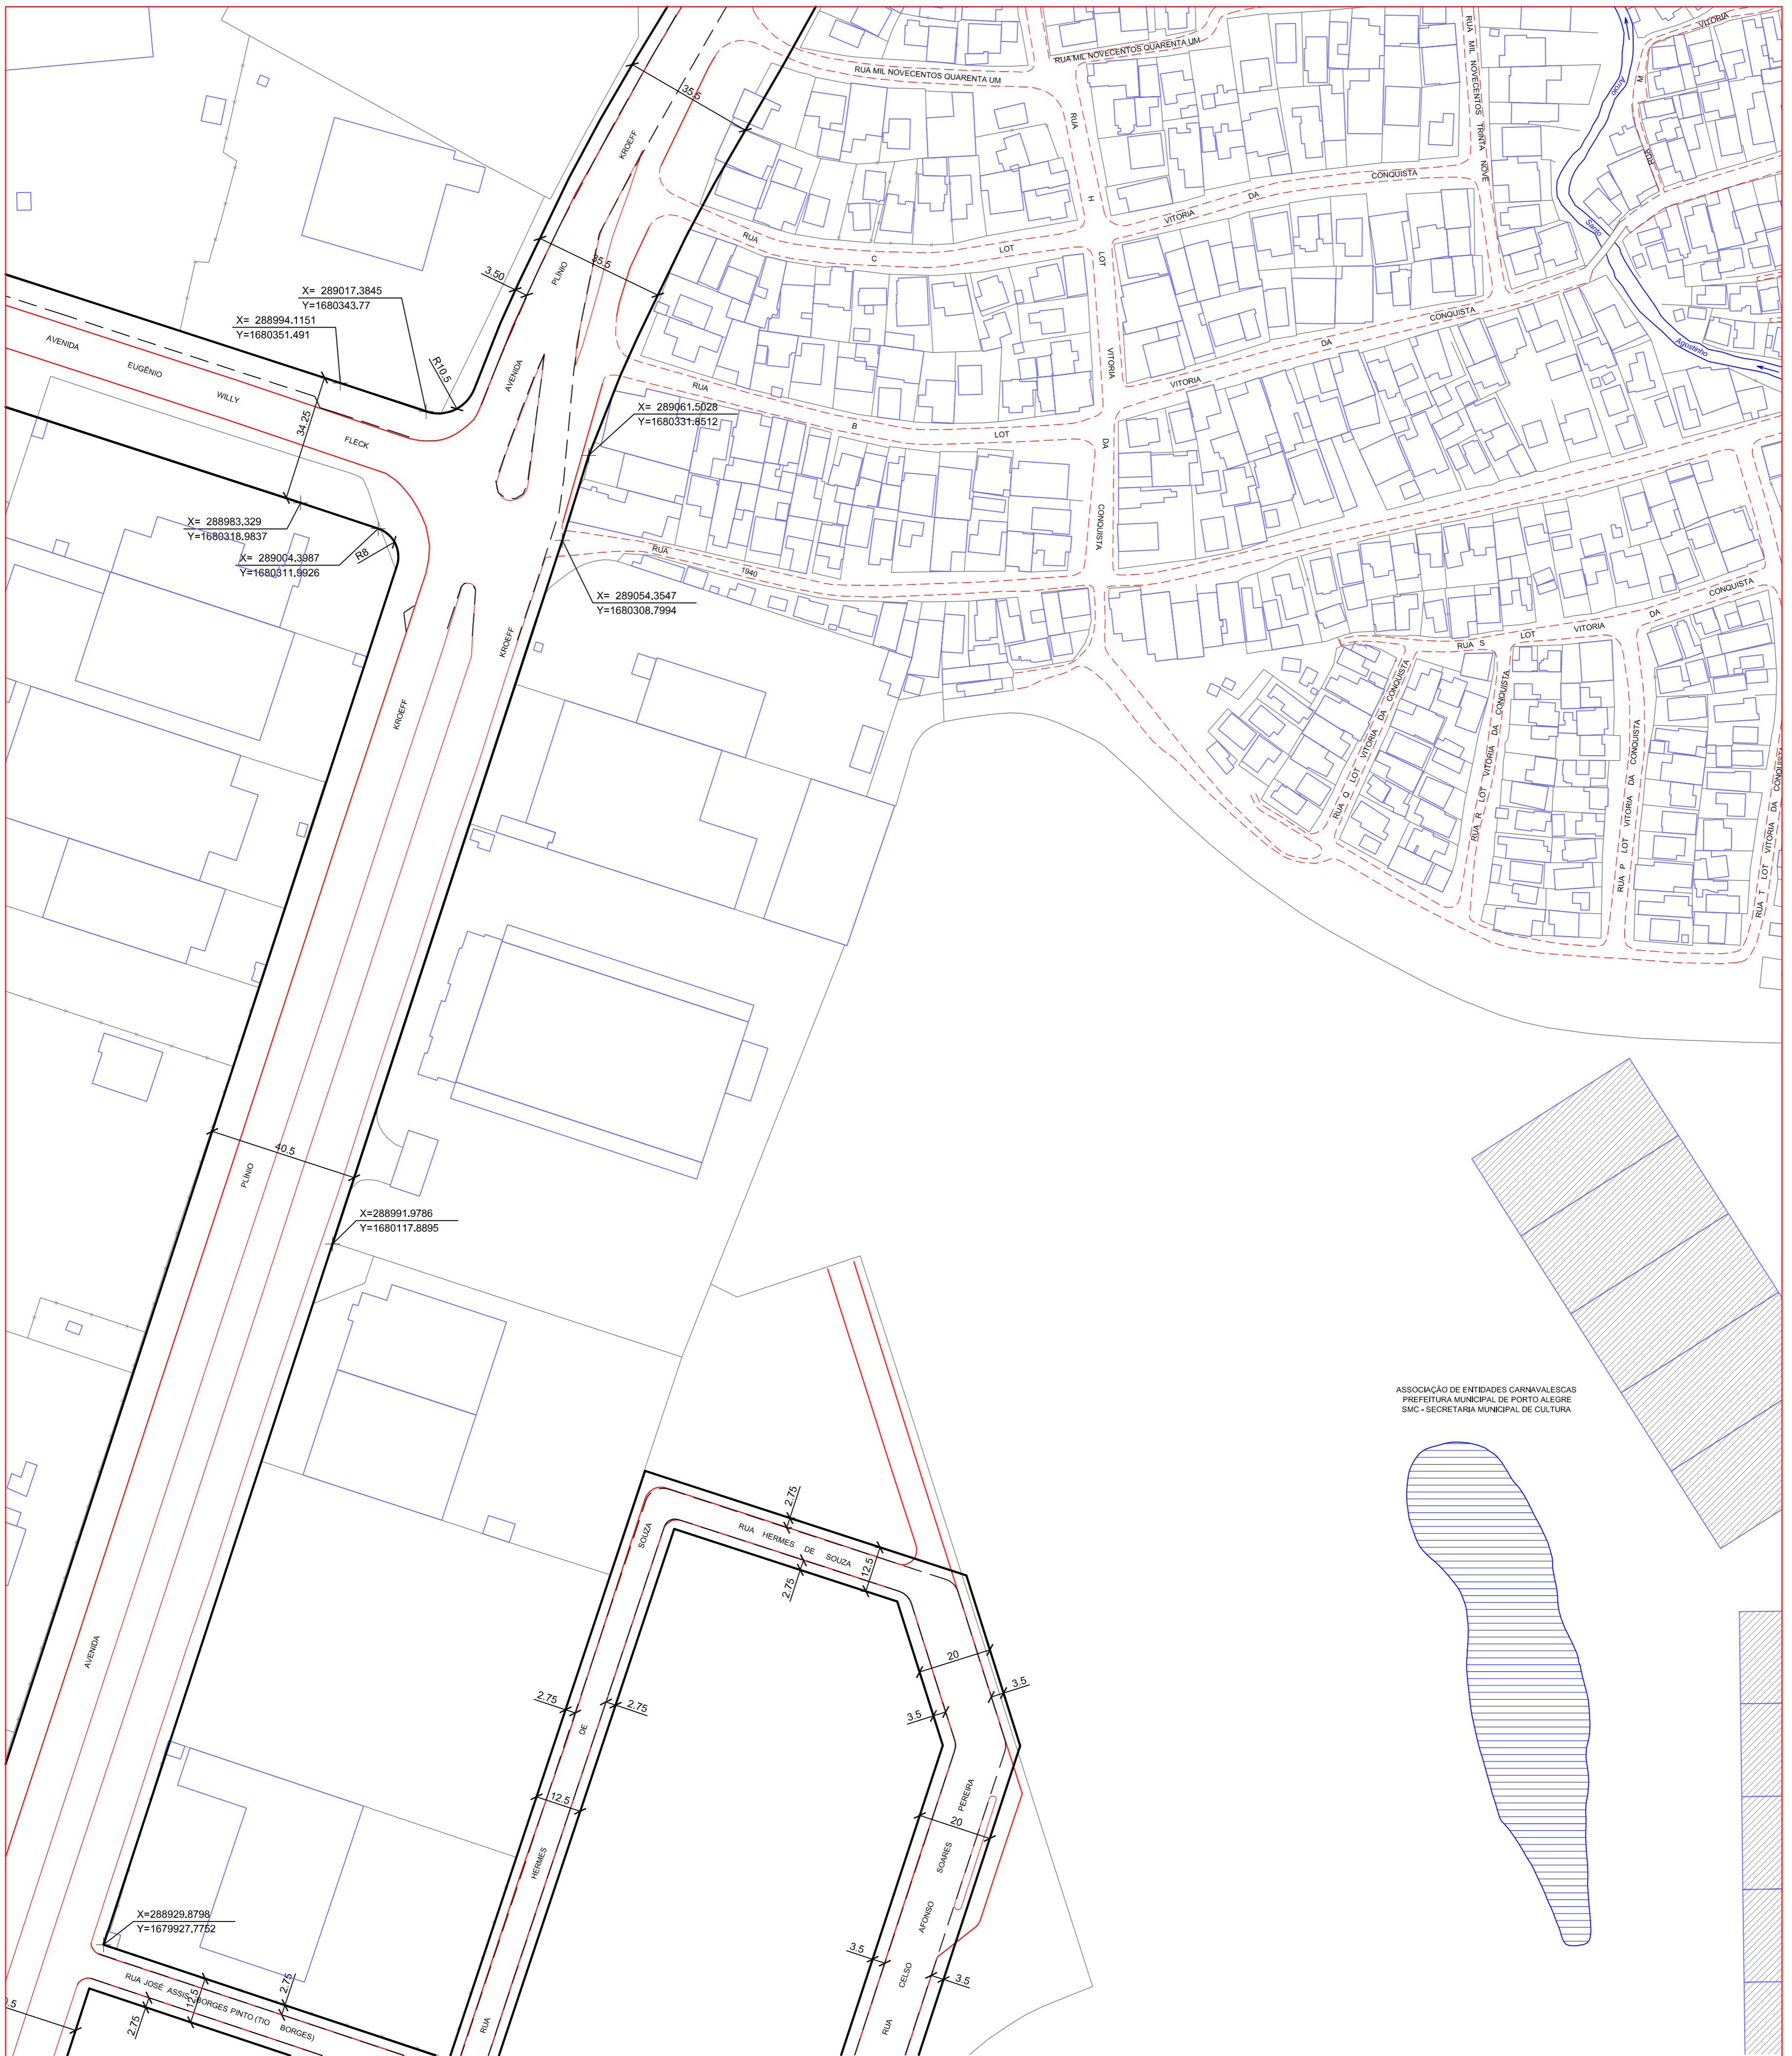 VITORIA
RUA MIL NOVECENTOS QUARENTA UM
RUA MIL NOVECENTOS QUARENTA UM
RUA MIL NOVECENTOS TRINTA NOVE
Arroio
Santo
Agostinho
RUA M
35.5
KROEFF
RUA H
CONQUISTA
DA
VITORIA
LOT
VITORIA
DA
CONQUISTA
RUA C LOT
35.5
PLÍNIO
3.50
X= 289017.3845
Y=1680343.77
X= 288994.1151
Y=1680351.491
R10.5
AVENIDA EUGÊNIO WILLY FLECK
34.25
AVENIDA
CONQUISTA
DA
VITORIA
RUA B LOT
X= 289061.5028
Y=1680331.8512
X= 288983.329
Y=1680318.9837
X= 289004.3987
Y=1680311.9926
R8
RUA 1940
X= 289054.3547
Y=1680308.7994
KROEFF
KROEFF
RUA S LOT VITORIA DA CONQUISTA
RUA Q LOT VITORIA DA CONQUISTA
RUA R LOT VITORIA DA CONQUISTA
RUA P LOT VITORIA DA CONQUISTA
RUA T LOT VITORIA DA CONQUISTA
40.5
PLÍNIO
X=288991.9786
Y=1680117.8895
ASSOCIAÇÃO DE ENTIDADES CARNAVALESCAS
PREFEITURA MUNICIPAL DE PORTO ALEGRE
SMC - SECRETARIA MUNICIPAL DE CULTURA
2.75
RUA HERMES DE SOUZA
12.5
2.75
AVENIDA
20
3.5
3.5
2.75
2.75
12.5
RUA HERMES DE SOUZA
20
RUA CELSO AFONSO SOARES PEREIRA
3.5
3.5
X=288929.8798
Y=1679927.7752
RUA JOSÉ ASSIS BORGES PINTO (TIO BORGES)
2.75
12.5
2.75
0.5